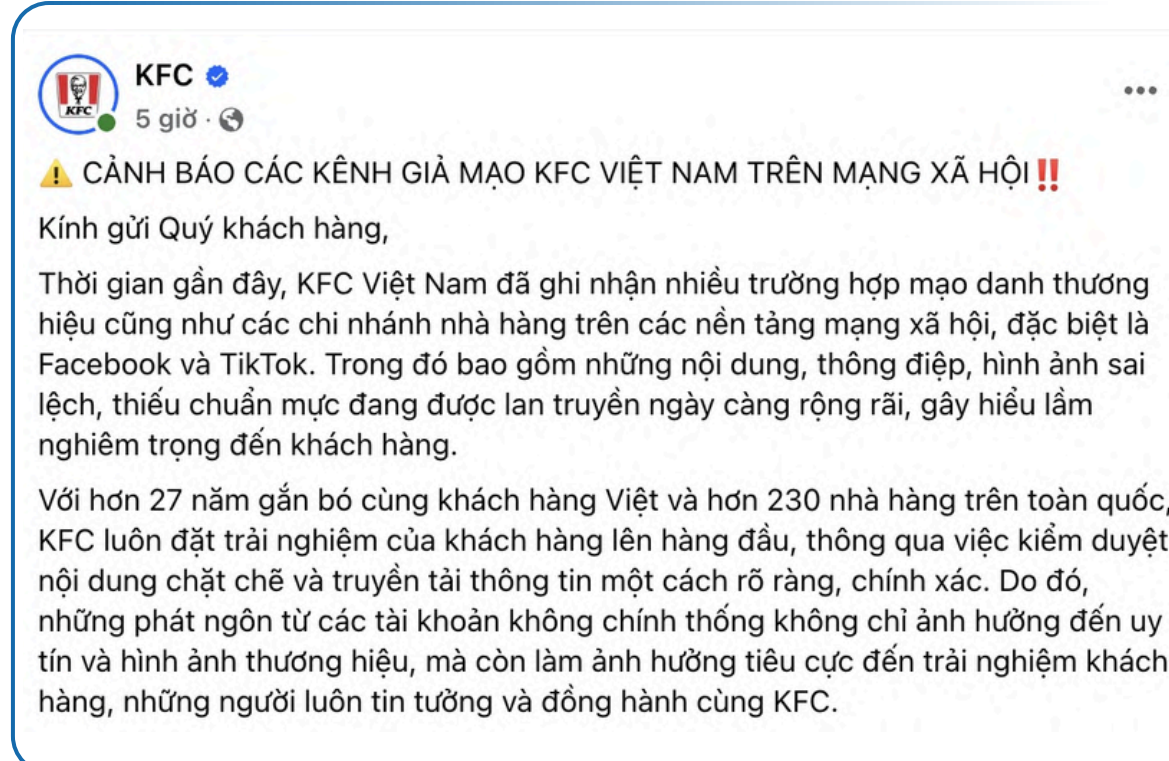 KFC
KFC
5 giờ ·
⚠️ CẢNH BÁO CÁC KÊNH GIẢ MẠO KFC VIỆT NAM TRÊN MẠNG XÃ HỘI‼️
Kính gửi Quý khách hàng,
Thời gian gần đây, KFC Việt Nam đã ghi nhận nhiều trường hợp mạo danh thương
hiệu cũng như các chi nhánh nhà hàng trên các nền tảng mạng xã hội, đặc biệt là
Facebook và TikTok. Trong đó bao gồm những nội dung, thông điệp, hình ảnh sai
lệch, thiếu chuẩn mực đang được lan truyền ngày càng rộng rãi, gây hiểu lầm
nghiêm trọng đến khách hàng.
Với hơn 27 năm gắn bó cùng khách hàng Việt và hơn 230 nhà hàng trên toàn quốc,
KFC luôn đặt trải nghiệm của khách hàng lên hàng đầu, thông qua việc kiểm duyệt
nội dung chặt chẽ và truyền tải thông tin một cách rõ ràng, chính xác. Do đó,
những phát ngôn từ các tài khoản không chính thống không chỉ ảnh hưởng đến uy
tín và hình ảnh thương hiệu, mà còn làm ảnh hưởng tiêu cực đến trải nghiệm khách
hàng, những người luôn tin tưởng và đồng hành cùng KFC.